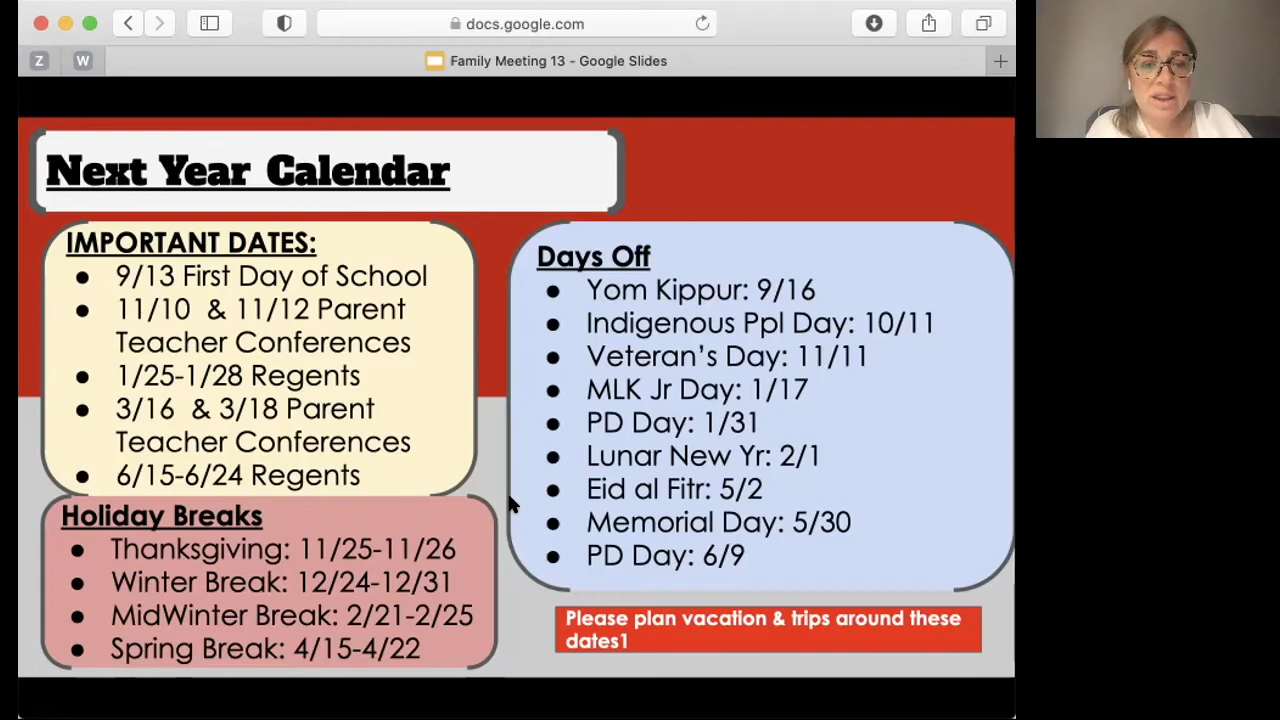 docs.google.com
Z
W
Family Meeting 13 - Google Slides
Next Year Calendar
IMPORTANT DATES:
● 9/13 First Day of School
● 11/10 & 11/12 Parent
Teacher Conferences
● 1/25-1/28 Regents
● 3/16 & 3/18 Parent
Teacher Conferences
● 6/15-6/24 Regents
Holiday Breaks
● Thanksgiving: 11/25-11/26
● Winter Break: 12/24-12/31
● MidWinter Break: 2/21-2/25
● Spring Break: 4/15-4/22
Days Off
● Yom Kippur: 9/16
● Indigenous Ppl Day: 10/11
● Veteran's Day: 11/11
● MLK Jr Day: 1/17
● PD Day: 1/31
● Lunar New Yr: 2/1
● Eid al Fitr: 5/2
● Memorial Day: 5/30
● PD Day: 6/9
Please plan vacation & trips around these
dates1